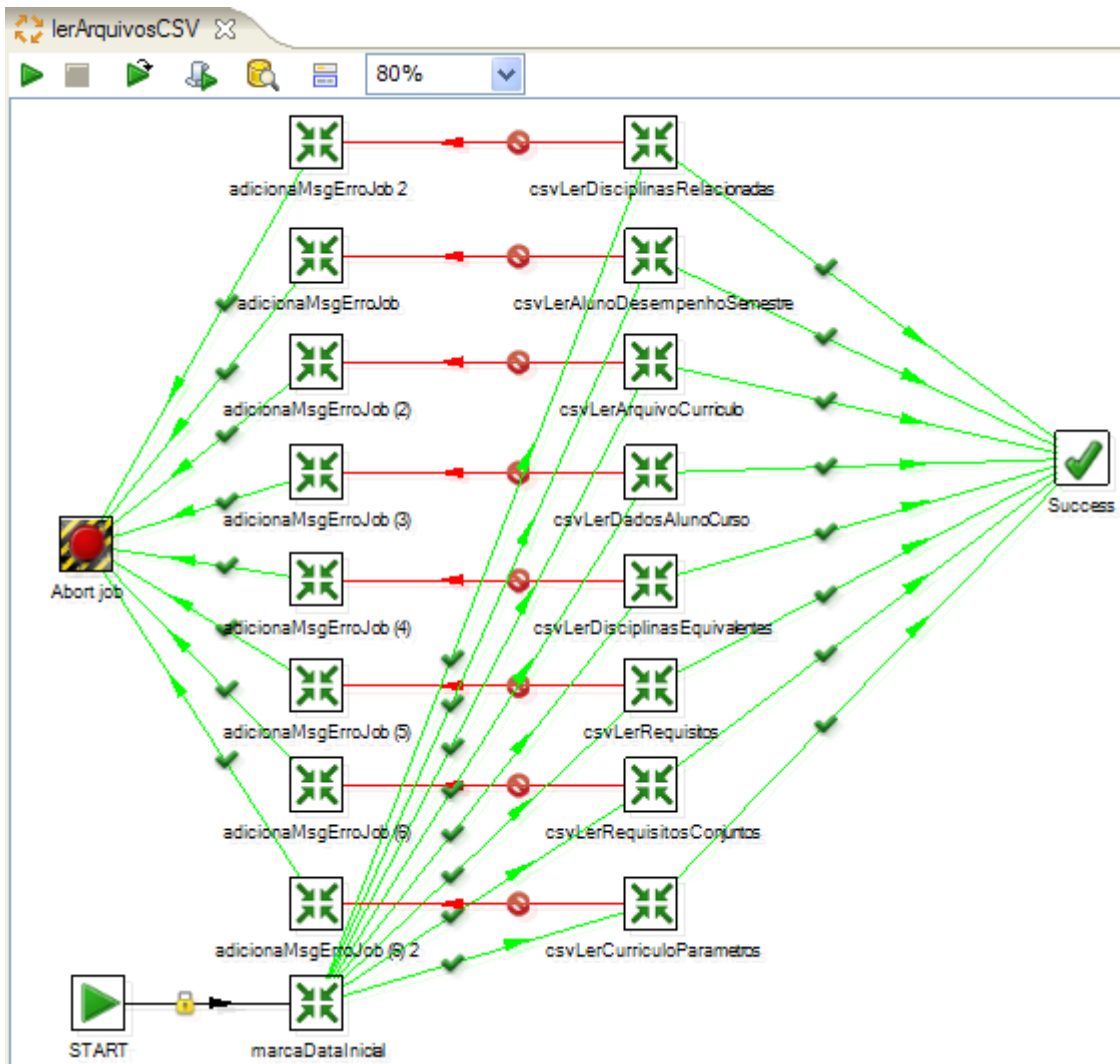 lerArquivosCSV
80%
adicionaMsgErroJob 2
csvLerDisciplinasRelacionadas
adicionaMsgErroJob
csvLerAlunoDesempenhoSemestre
adicionaMsgErroJob (2)
csvLerArquivoCurriculo
adicionaMsgErroJob (3)
csvLerDadosAlunoCurso
Success
Abort job
adicionaMsgErroJob (4)
csvLerDisciplinasEquivalentes
adicionaMsgErroJob (5)
csvLerRequisitos
adicionaMsgErroJob (6)
csvLerRequisitosConjuntos
adicionaMsgErroJob (6) 2
csvLerCurriculoParametros
START
marcaDataInicial